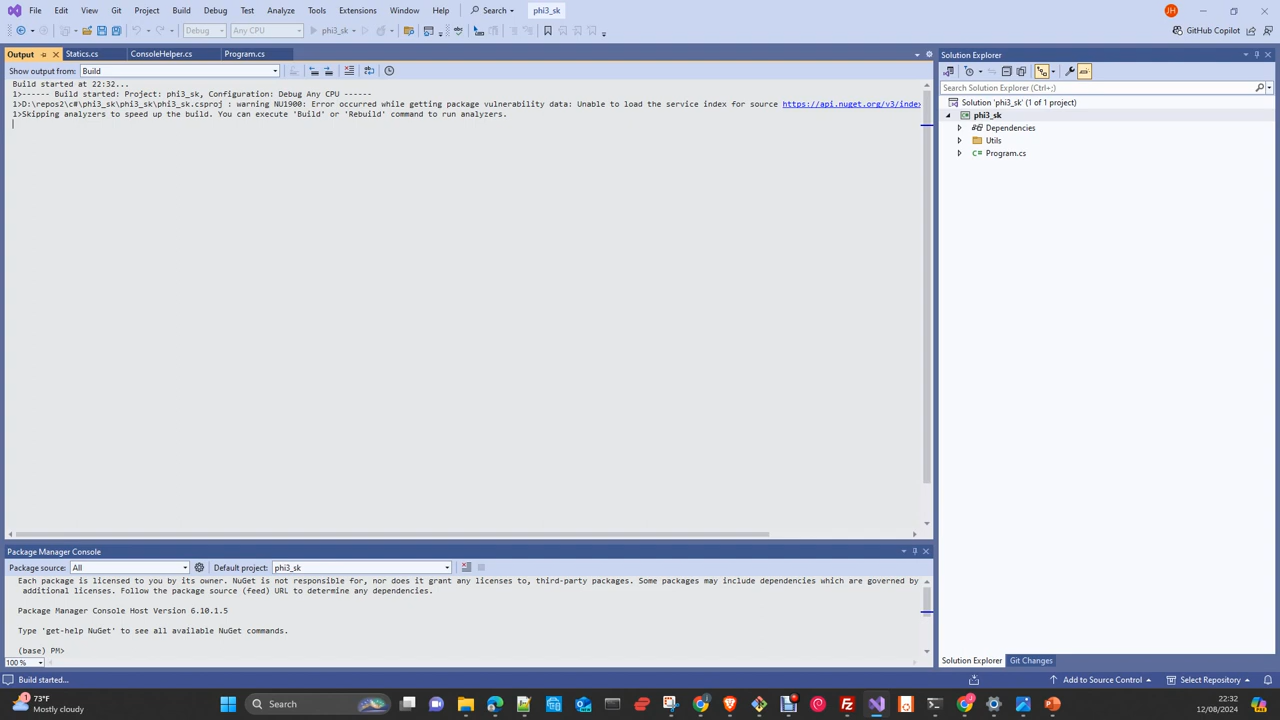 File Edit View Git Project Build Debug Test Analyze Tools Extensions Window Help Search phi3_sk JH
Debug Any CPU phi3_sk GitHub Copilot
Output Statics.cs ConsoleHelper.cs Program.cs
Show output from: Build
Build started at 22:32...
1>------ Build started: Project: phi3_sk, Configuration: Debug Any CPU ------
1>D:\repos2\c#\phi3_sk\phi3_sk\phi3_sk.csproj : warning NU1900: Error occurred while getting package vulnerability data: Unable to load the service index for source https://api.nuget.org/v3/index
1>Skipping analyzers to speed up the build. You can execute 'Build' or 'Rebuild' command to run analyzers.
Package Manager Console
Package source: All Default project: phi3_sk
Each package is licensed to you by its owner. NuGet is not responsible for, nor does it grant any licenses to, third-party packages. Some packages may include dependencies which are governed by
additional licenses. Follow the package source (feed) URL to determine any dependencies.
Package Manager Console Host Version 6.10.1.5
Type 'get-help NuGet' to see all available NuGet commands.
(base) PM>
100 %
Solution Explorer
Search Solution Explorer (Ctrl+;)
Solution 'phi3_sk' (1 of 1 project)
phi3_sk
Dependencies
Utils
C# Program.cs
Solution Explorer Git Changes
Build started... Add to Source Control Select Repository
73°F
Mostly cloudy
Search
22:32
12/08/2024